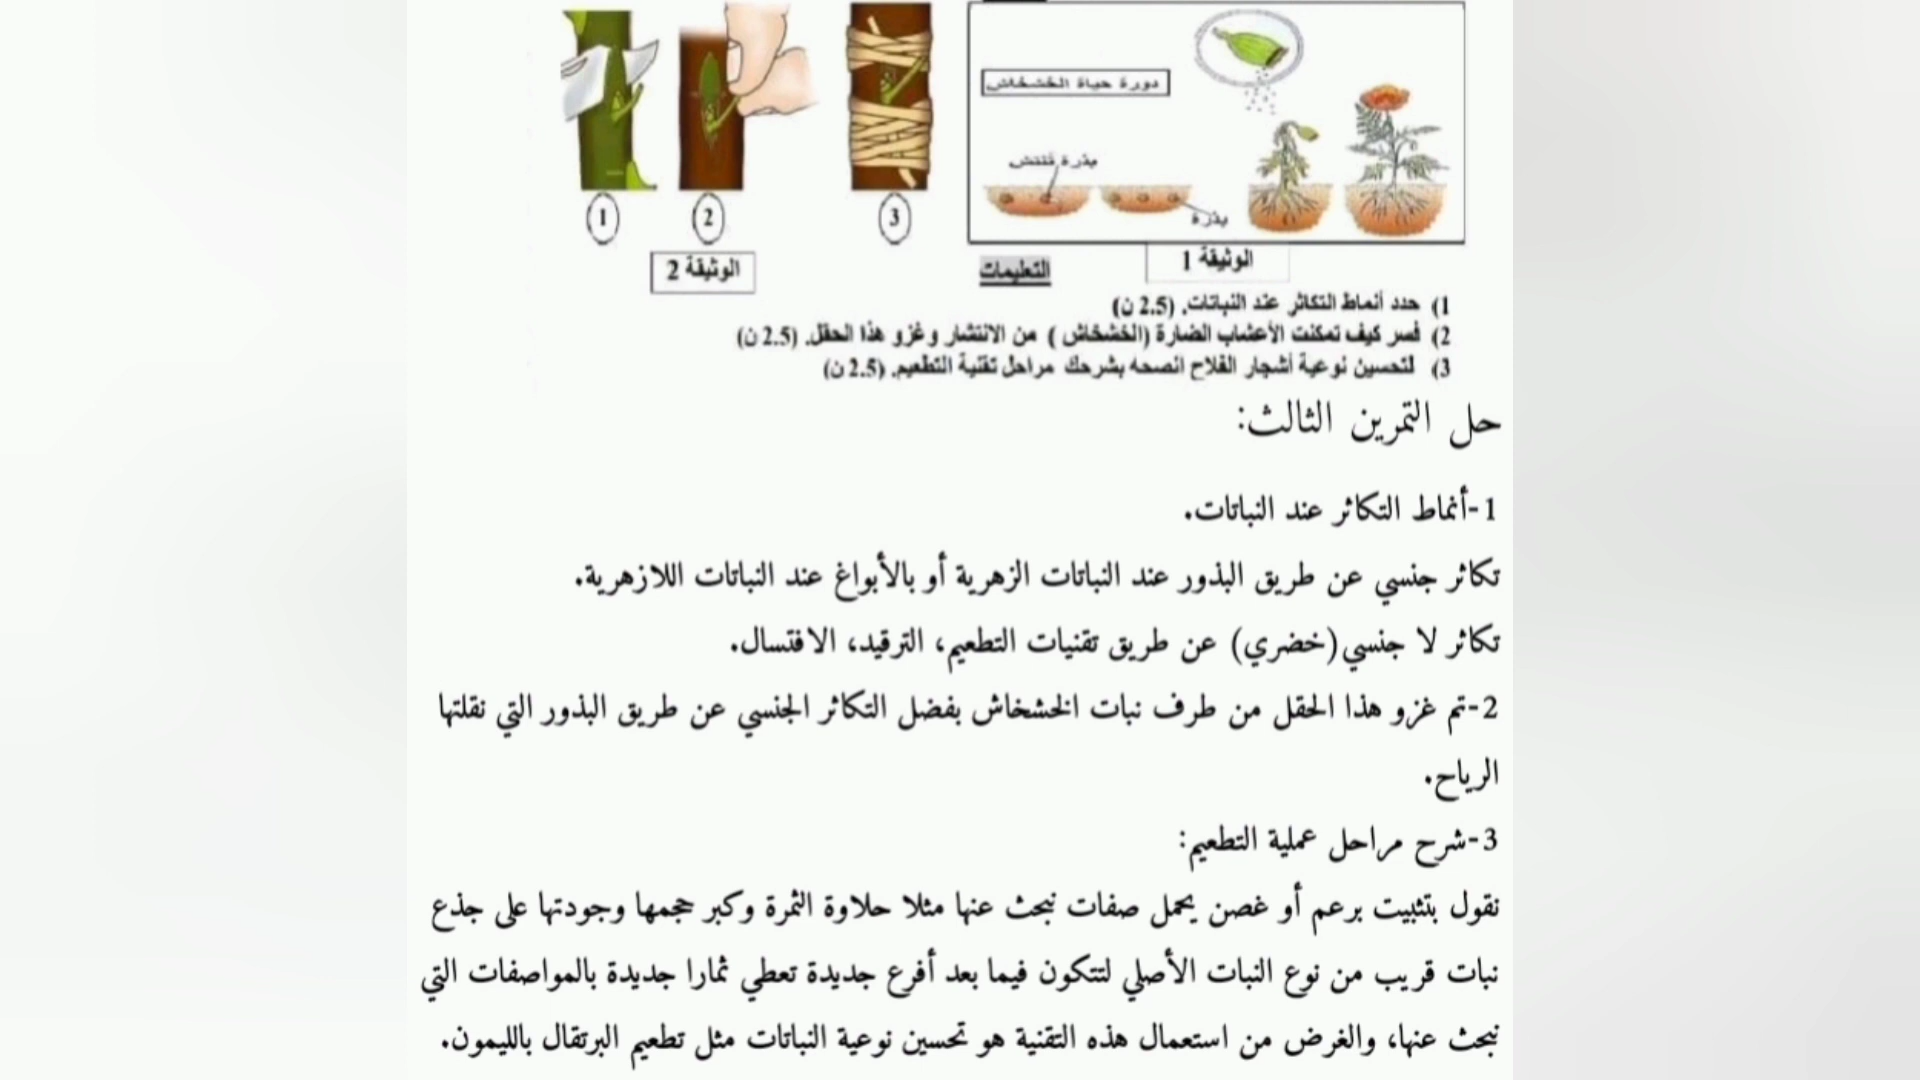 دورة حياة الخشخاش
بذرة تنتش
بذرة
1
2
3
الوثيقة 1
الوثيقة 2
التعليمات
1) حدد أنماط التكاثر عند النباتات. (2.5 ن)
2) فسر كيف تمكنت الأعشاب الضارة (الخشخاش ) من الانتشار وغزو هذا الحقل. (2.5 ن)
3) لتحسين نوعية أشجار الفلاح انصحه بشرحك مراحل تقنية التطعيم. (2.5 ن)
حل التمرين الثالث:
1-أنماط التكاثر عند النباتات.
تكاثر جنسي عن طريق البذور عند النباتات الزهرية أو بالأبواغ عند النباتات اللازهرية.
تكاثر لا جنسي(خضري) عن طريق تقنيات التطعيم، الترقيد، الافتسال.
2-تم غزو هذا الحقل من طرف نبات الخشخاش بفضل التكاثر الجنسي عن طريق البذور التي نقلتها
الرياح.
3-شرح مراحل عملية التطعيم:
نقول بتثبيت برعم أو غصن يحمل صفات نبحث عنها مثلا حلاوة الثمرة وكبر حجمها وجودتها على جذع
نبات قريب من نوع النبات الأصلي لتتكون فيما بعد أفرع جديدة تعطي ثمارا جديدة بالمواصفات التي
نبحث عنها، والغرض من استعمال هذه التقنية هو تحسين نوعية النباتات مثل تطعيم البرتقال بالليمون.